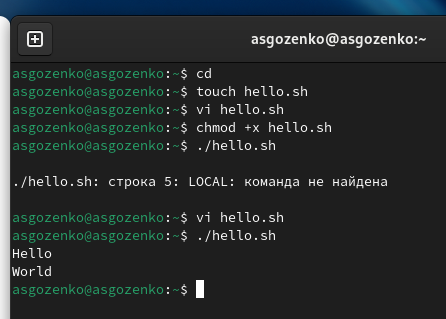 asgozenko@asgozenko:~
asgozenko@asgozenko:~$ cd
asgozenko@asgozenko:~$ touch hello.sh
asgozenko@asgozenko:~$ vi hello.sh
asgozenko@asgozenko:~$ chmod +x hello.sh
asgozenko@asgozenko:~$ ./hello.sh
./hello.sh: строка 5: LOCAL: команда не найдена
asgozenko@asgozenko:~$ vi hello.sh
asgozenko@asgozenko:~$ ./hello.sh
Hello
World
asgozenko@asgozenko:~$